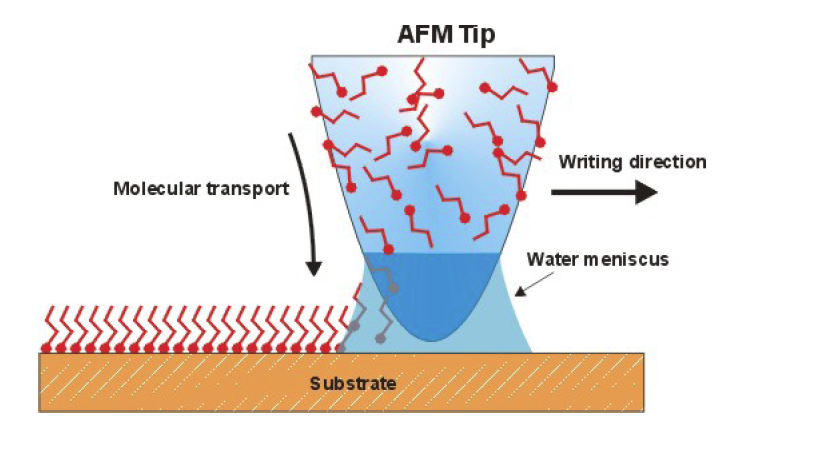 AFM Tip
Writing direction
Molecular transport
Water meniscus
Substrate